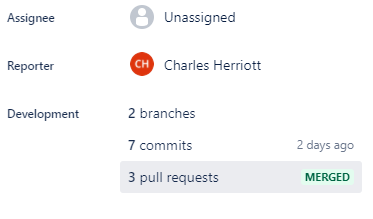 Assignee Unassigned
Reporter CH Charles Herriott
Development 2 branches
7 commits 2 days ago
3 pull requests MERGED